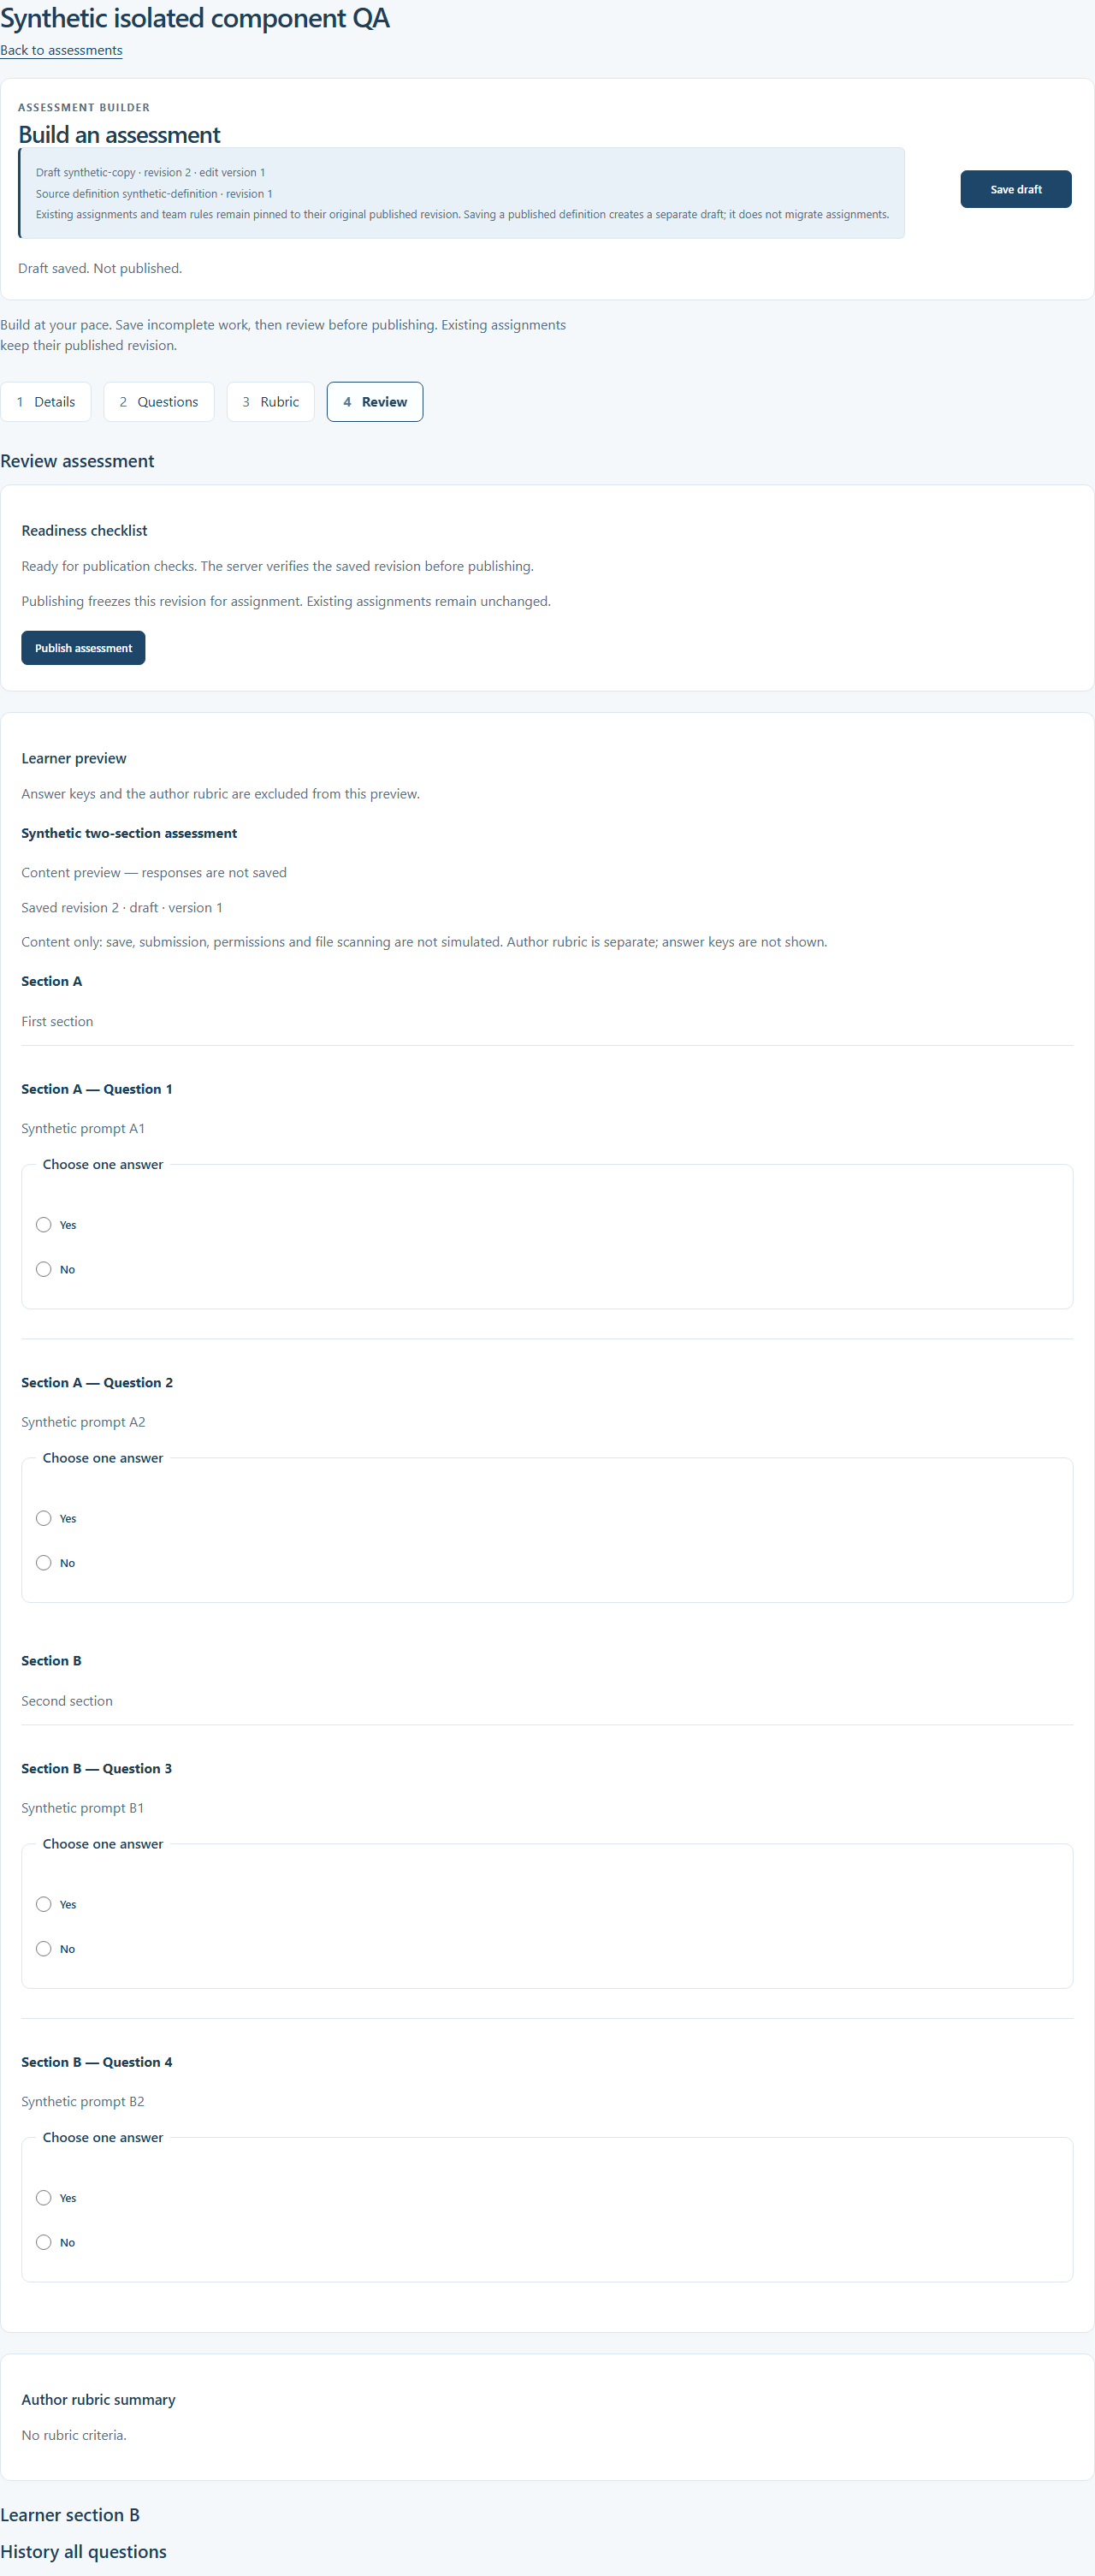 Synthetic isolated component QA
Back to assessments
ASSESSMENT BUILDER
Build an assessment
Draft synthetic-copy · revision 2 · edit version 1
Source definition synthetic-definition · revision 1
Existing assignments and team rules remain pinned to their original published revision. Saving a published definition creates a separate draft; it does not migrate assignments.
Save draft
Draft saved. Not published.
Build at your pace. Save incomplete work, then review before publishing. Existing assignments
keep their published revision.
1 Details 2 Questions 3 Rubric 4 Review
Review assessment
Readiness checklist
Ready for publication checks. The server verifies the saved revision before publishing.
Publishing freezes this revision for assignment. Existing assignments remain unchanged.
Publish assessment
Learner preview
Answer keys and the author rubric are excluded from this preview.
Synthetic two-section assessment
Content preview — responses are not saved
Saved revision 2 · draft · version 1
Content only: save, submission, permissions and file scanning are not simulated. Author rubric is separate; answer keys are not shown.
Section A
First section
Section A — Question 1
Synthetic prompt A1
Choose one answer
Yes
No
Section A — Question 2
Synthetic prompt A2
Choose one answer
Yes
No
Section B
Second section
Section B — Question 3
Synthetic prompt B1
Choose one answer
Yes
No
Section B — Question 4
Synthetic prompt B2
Choose one answer
Yes
No
Author rubric summary
No rubric criteria.
Learner section B
History all questions